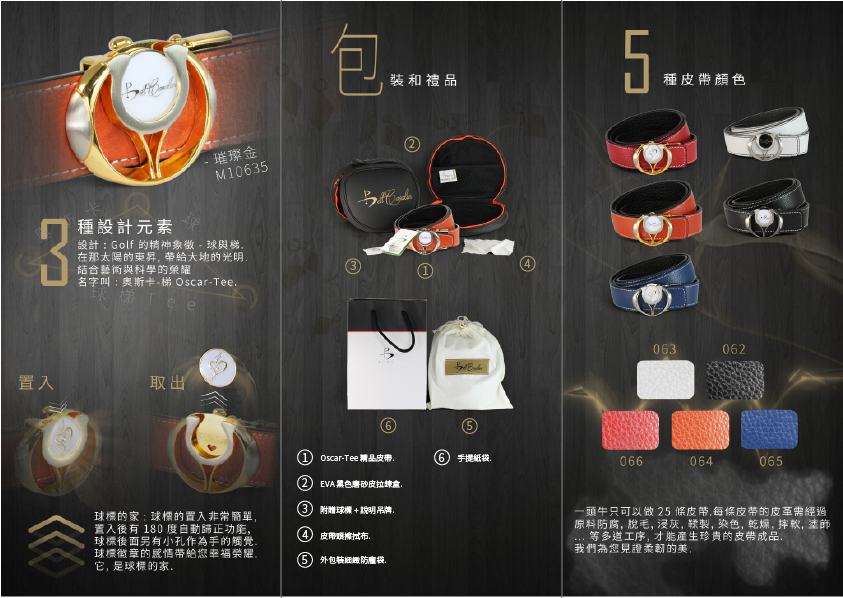 - 璀璨金
M10635
3
種設計元素
設計 : Golf 的精神象徵 - 球與梯.
在那太陽的東昇, 帶給大地的光明.
結合藝術與科學的榮耀
名字叫 : 奧斯卡-梯 Oscar-Tee.
置入
取出
球標的家 : 球標的置入非常簡單,
置入後有 180 度自動歸正功能,
球標後面另有小孔作為手的觸覺.
球標徽章的感情帶給您幸福榮耀.
它, 是球標的家.
包
裝和禮品
②
③
①
④
⑥
⑤
① Oscar-Tee 精品皮帶.
② EVA 黑色磨砂皮拉鍊盒.
③ 附贈球標 + 說明吊牌.
④ 皮帶頭擦拭布.
⑤ 外包裝細緻防塵袋.
⑥ 手提紙袋.
5
種皮帶顏色
063
062
066
064
065
一頭牛只可以做 25 條皮帶,每條皮帶的皮革需經過
原料防腐, 脫毛, 浸灰, 鞣製, 染色, 乾燥, 摔軟, 塗飾
... 等多道工序, 才能產生珍貴的皮帶成品.
我們為您見證柔韌的美.